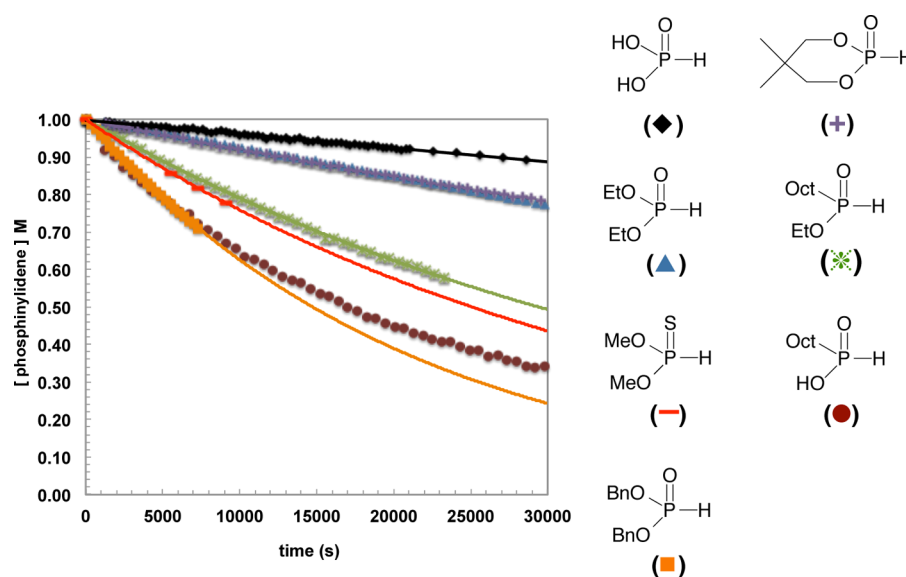 [ phosphinylidene ] M
1.00
0.90
0.80
0.70
0.60
0.50
0.40
0.30
0.20
0.10
0.00
0 5000 10000 15000 20000 25000 30000
time (s)
O
HO
P H
HO
(◆)
O
O
P H
O
(+)
O
EtO
P H
EtO
(▲)
O
Oct
P H
EtO
(※)
S
MeO
P H
MeO
(—)
O
Oct
P H
HO
(●)
O
BnO
P H
BnO
(■)